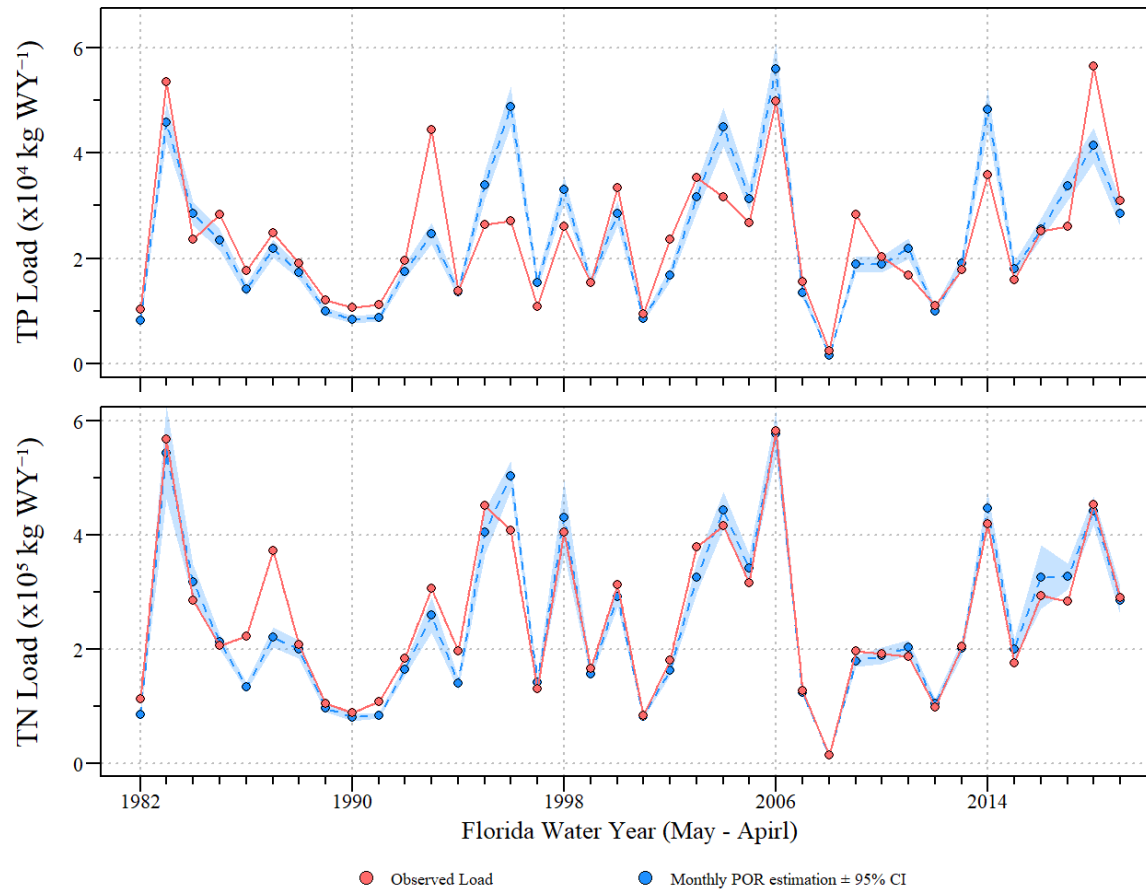 TP Load (x10⁴ kg WY⁻¹)
6
4
2
0
TN Load (x10⁵ kg WY⁻¹)
6
4
2
0
1982 1990 1998 2006 2014
Florida Water Year (May - Apirl)
Observed Load Monthly POR estimation ± 95% CI